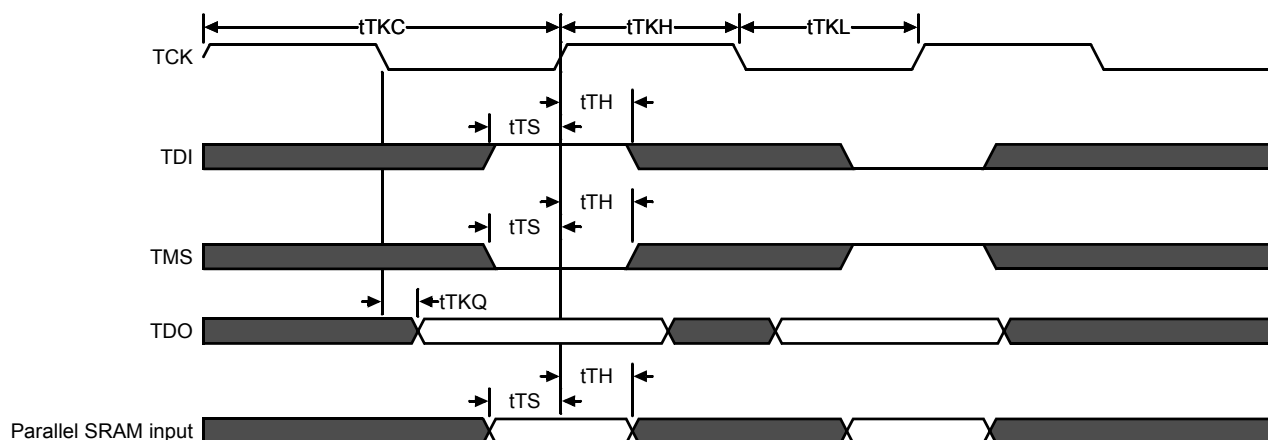 tTKC tTKH tTKL
TCK
tTH
tTS
TDI
tTH
tTS
TMS
tTKQ
TDO
tTH
tTS
Parallel SRAM input